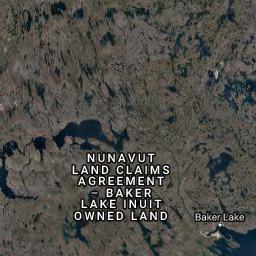 NUNAVUT
LAND CLAIMS
AGREEMENT
– BAKER
LAKE INUIT
OWNED LAND
Baker Lake